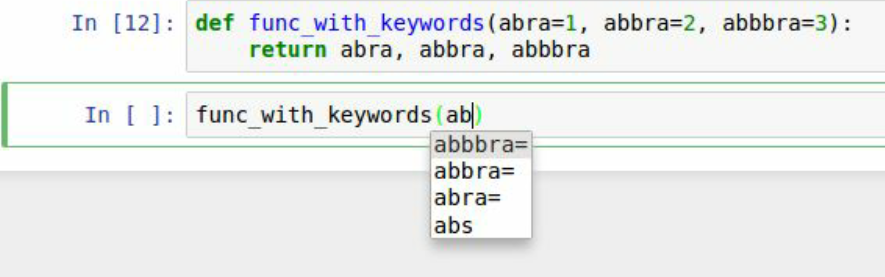 In [12]: def func_with_keywords(abra=1, abbra=2, abbbra=3):
    return abra, abbra, abbbra
In [ ]: func_with_keywords(ab)
abbbra=
abbra=
abra=
abs